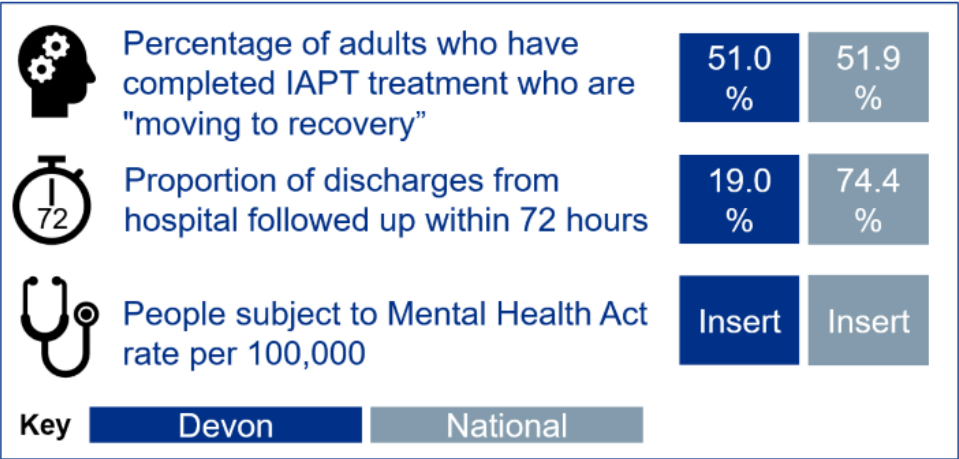 Percentage of adults who have
completed IAPT treatment who are
"moving to recovery”
51.0
%
51.9
%
72
Proportion of discharges from
hospital followed up within 72 hours
19.0
%
74.4
%
People subject to Mental Health Act
rate per 100,000
Insert
Insert
Key
Devon
National